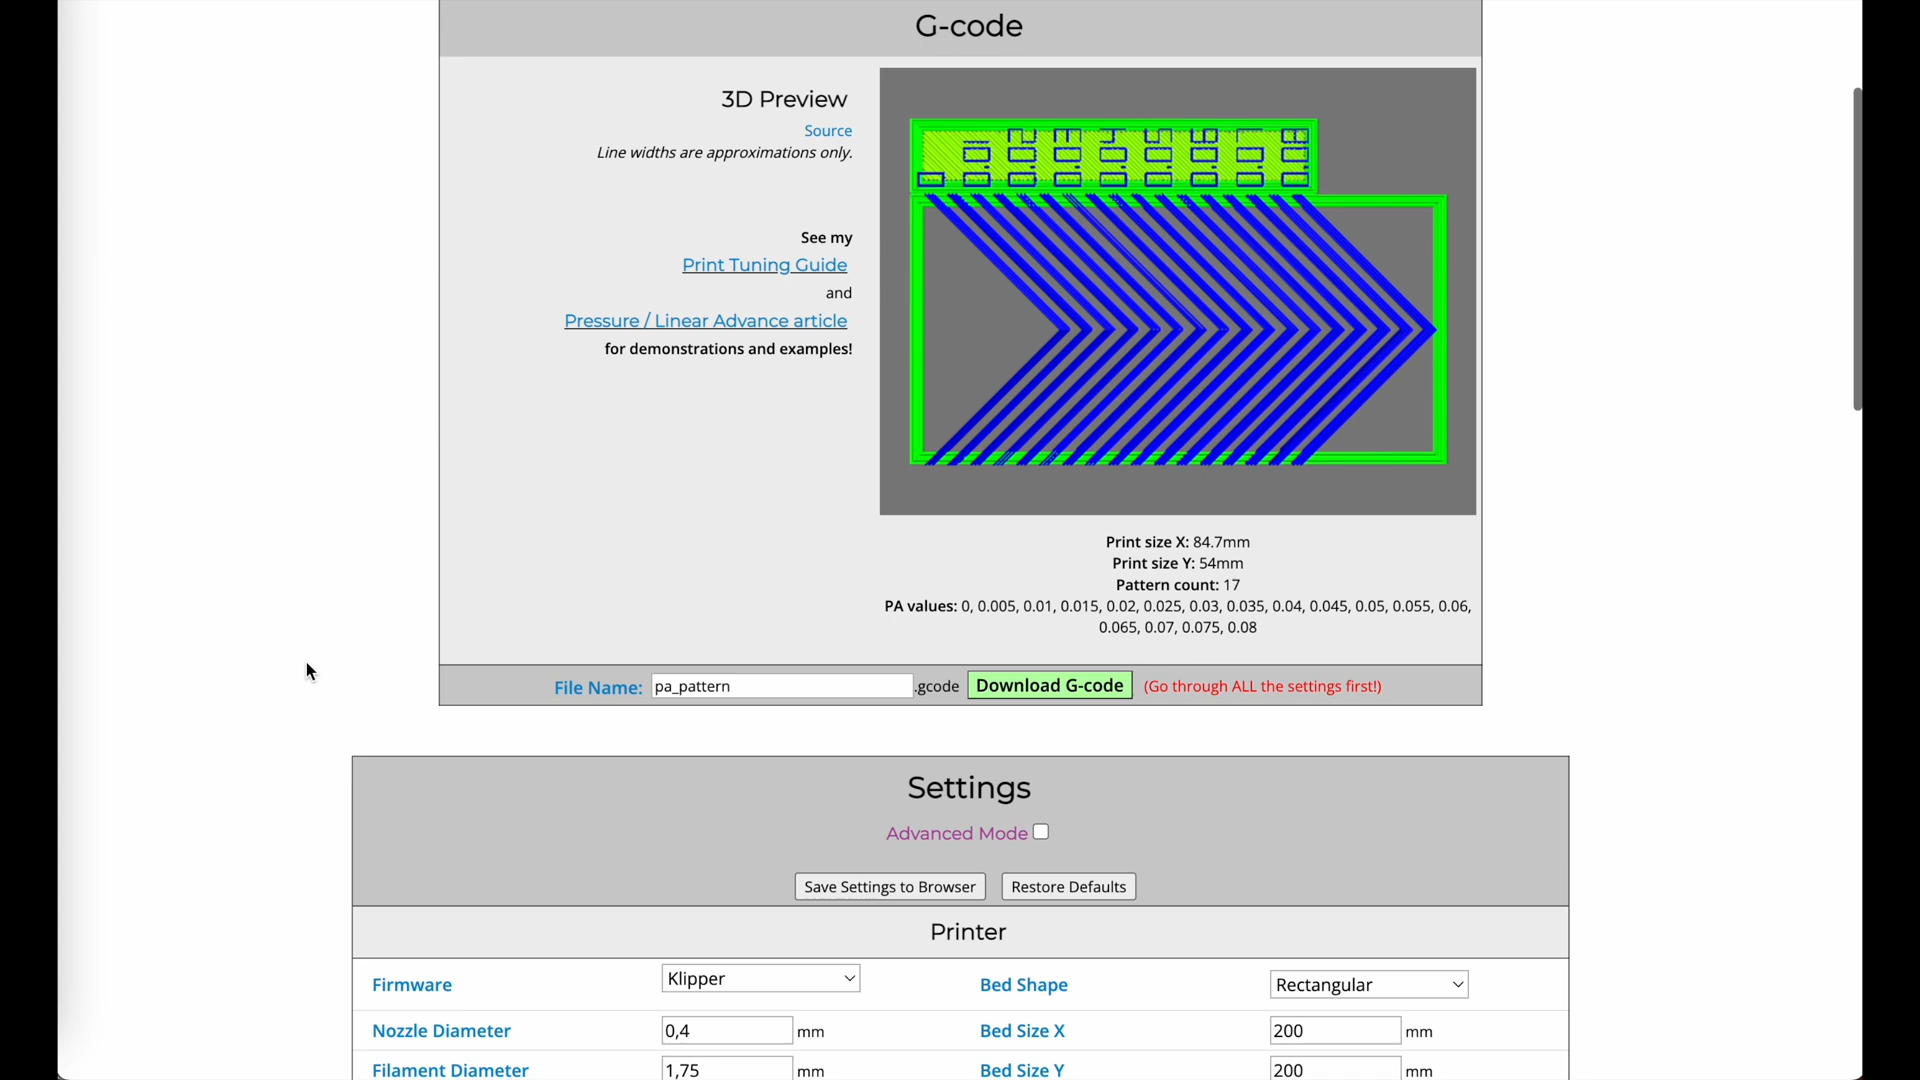 G-code
3D Preview
Source
Line widths are approximations only.
See my
Print Tuning Guide
and
Pressure / Linear Advance article
for demonstrations and examples!
Print size X: 84.7mm
Print size Y: 54mm
Pattern count: 17
PA values: 0, 0.005, 0.01, 0.015, 0.02, 0.025, 0.03, 0.035, 0.04, 0.045, 0.05, 0.055, 0.06,
0.065, 0.07, 0.075, 0.08
File Name: pa_pattern .gcode Download G-code (Go through ALL the settings first!)
Settings
Advanced Mode
Save Settings to Browser Restore Defaults
Printer
Firmware Klipper Bed Shape Rectangular
Nozzle Diameter 0,4 mm Bed Size X 200 mm
Filament Diameter 1,75 mm Bed Size Y 200 mm